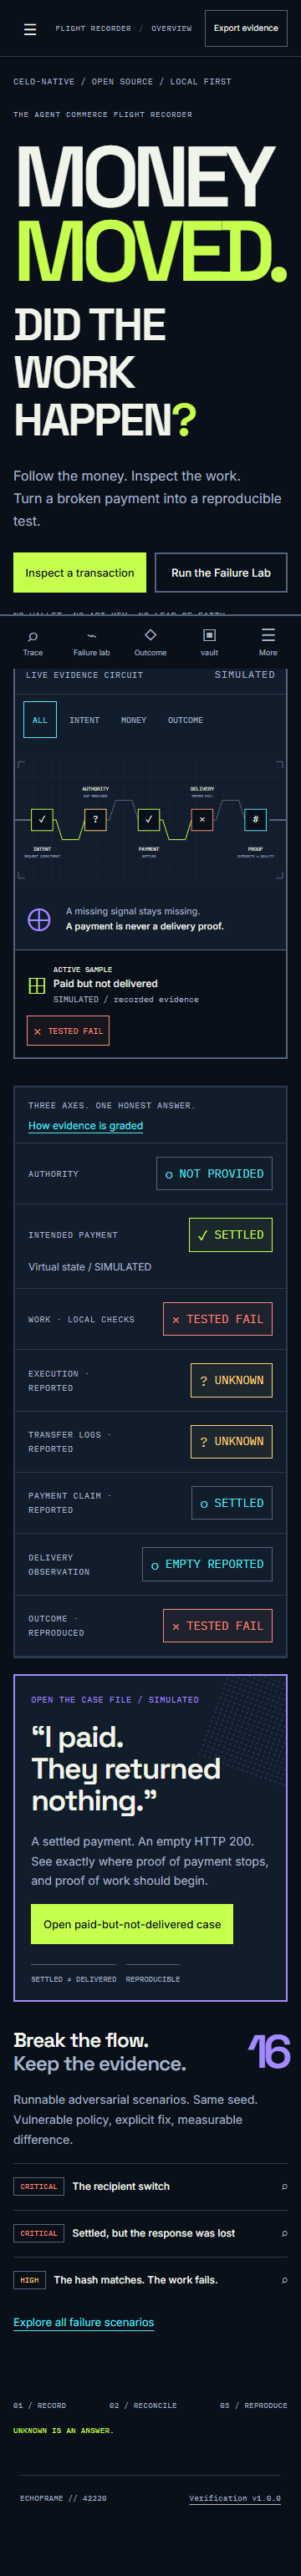 FLIGHT RECORDER / OVERVIEW
Export evidence
CELO-NATIVE / OPEN SOURCE / LOCAL FIRST
THE AGENT COMMERCE FLIGHT RECORDER
MONEY
MOVED.
DID THE
WORK
HAPPEN?
Follow the money. Inspect the work.
Turn a broken payment into a reproducible
test.
Inspect a transaction
Run the Failure Lab
Trace
Failure lab
Outcome
vault
More
LIVE EVIDENCE CIRCUIT
SIMULATED
ALL
INTENT
MONEY
OUTCOME
AUTHORITY
NOT PROVIDED
DELIVERY
TESTED FAIL
✓
?
✓
×
#
INTENT
PAYMENT
SETTLED
PROOF
A missing signal stays missing.
A payment is never a delivery proof.
ACTIVE SAMPLE
Paid but not delivered
SIMULATED / recorded evidence
× TESTED FAIL
THREE AXES. ONE HONEST ANSWER.
How evidence is graded
AUTHORITY
o NOT PROVIDED
INTENDED PAYMENT
✓ SETTLED
Virtual state / SIMULATED
WORK · LOCAL CHECKS
× TESTED FAIL
EXECUTION ·
REPORTED
? UNKNOWN
TRANSFER LOGS ·
REPORTED
? UNKNOWN
PAYMENT CLAIM ·
REPORTED
o SETTLED
DELIVERY
OBSERVATION
o EMPTY REPORTED
OUTCOME ·
REPRODUCED
× TESTED FAIL
OPEN THE CASE FILE / SIMULATED
“I paid.
They returned
nothing.”
A settled payment. An empty HTTP 200.
See exactly where proof of payment stops,
and proof of work should begin.
Open paid-but-not-delivered case
SETTLED ≠ DELIVERED
REPRODUCIBLE
Break the flow.
Keep the evidence.
16
Runnable adversarial scenarios. Same seed.
Vulnerable policy, explicit fix, measurable
difference.
CRITICAL
The recipient switch
CRITICAL
Settled, but the response was lost
HIGH
The hash matches. The work fails.
Explore all failure scenarios
01 / RECORD
02 / RECONCILE
03 / REPRODUCE
UNKNOWN IS AN ANSWER.
ECHOFRAME // 42220
Verification v1.0.0